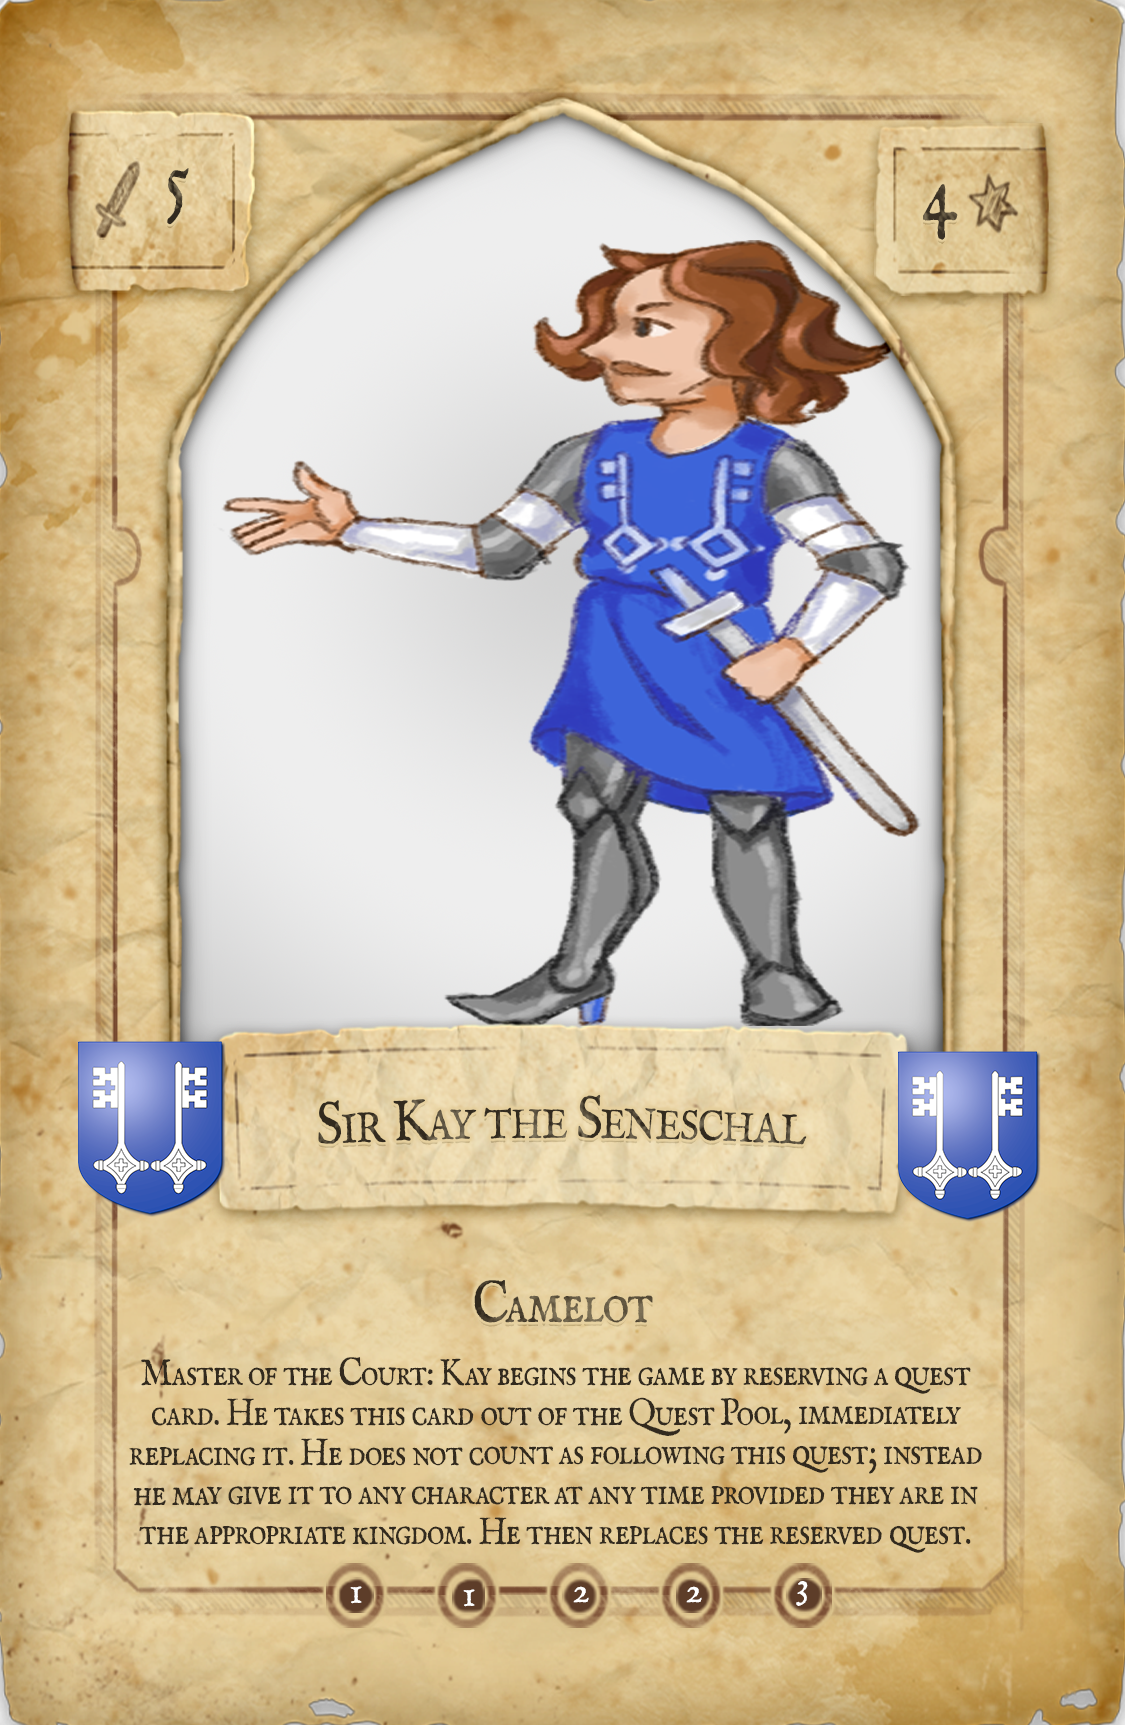 5
4
Sir Kay the Seneschal
Camelot
Master of the Court: Kay begins the game by reserving a quest
card. He takes this card out of the Quest Pool, immediately
replacing it. He does not count as following this quest; instead
he may give it to any character at any time provided they are in
the appropriate kingdom. He then replaces the reserved quest.
1 1 2 2 3